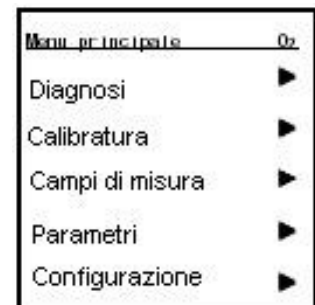 Menu principale O₂
Diagnosi
Calibratura
Campi di misura
Parametri
Configurazione